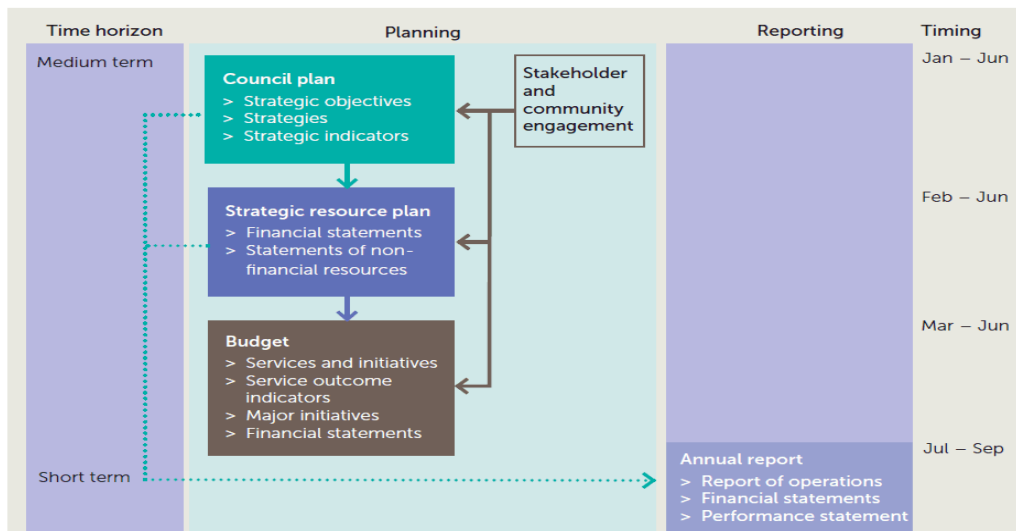 Time horizon
Planning
Reporting
Timing
Medium term
Jan – Jun
Council plan
> Strategic objectives
> Strategies
> Strategic indicators
Stakeholder
and
community
engagement
Feb – Jun
Strategic resource plan
> Financial statements
> Statements of non-
financial resources
Mar – Jun
Budget
> Services and initiatives
> Service outcome
indicators
> Major initiatives
> Financial statements
Jul – Sep
Short term
Annual report
> Report of operations
> Financial statements
> Performance statement